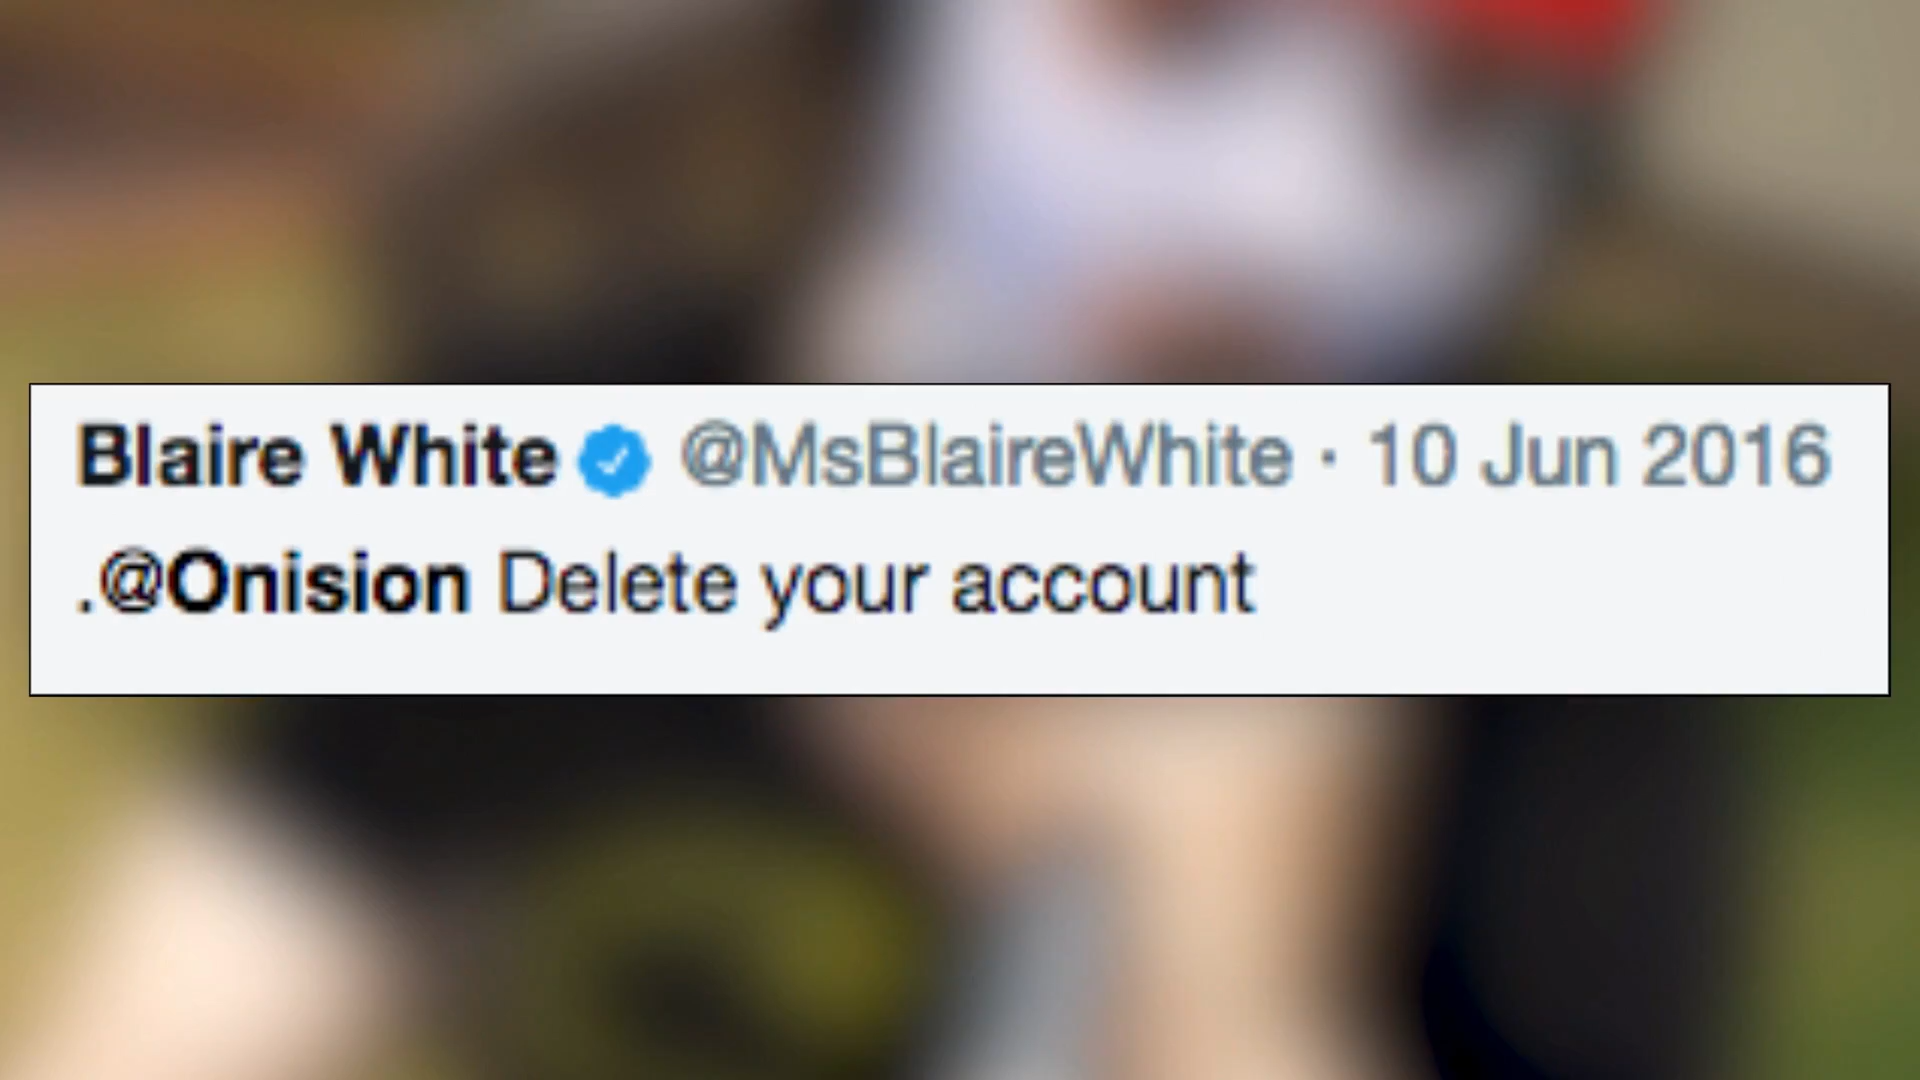 Blaire White @MsBlaireWhite · 10 Jun 2016
.@Onision Delete your account